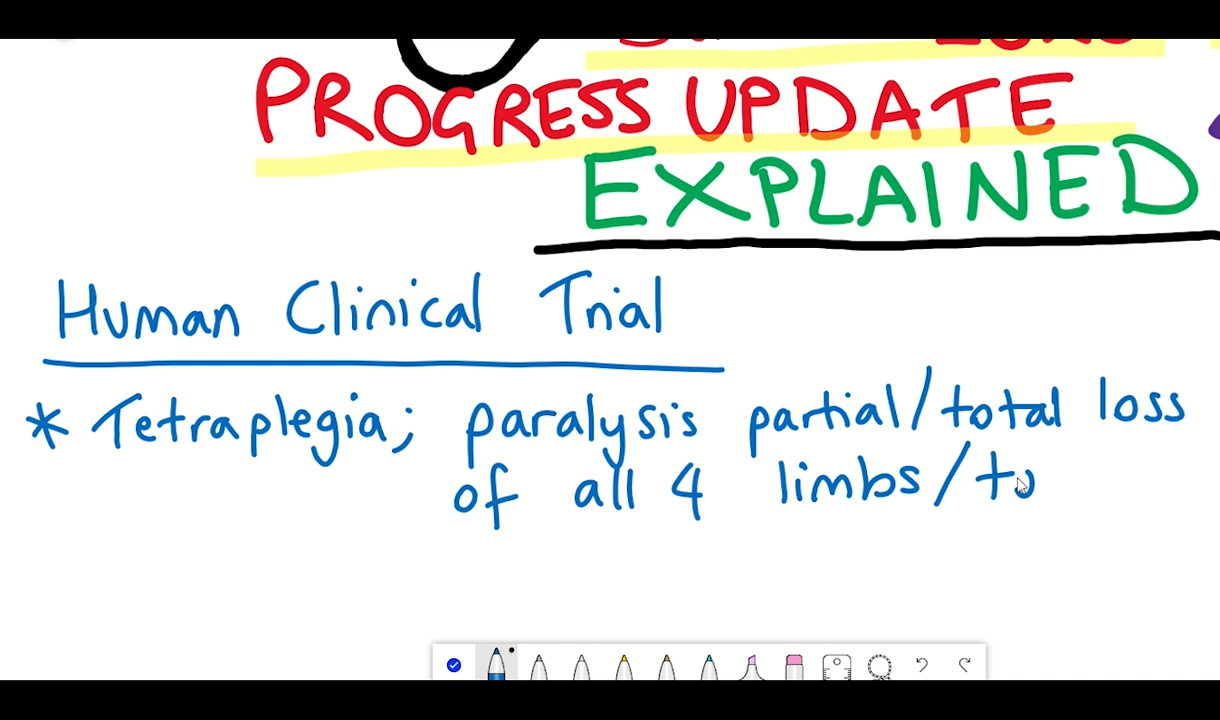 PROGRESS UPDATE
EXPLAINED
Human Clinical Trial
* Tetraplegia; paralysis partial/total loss
of all 4 limbs/to